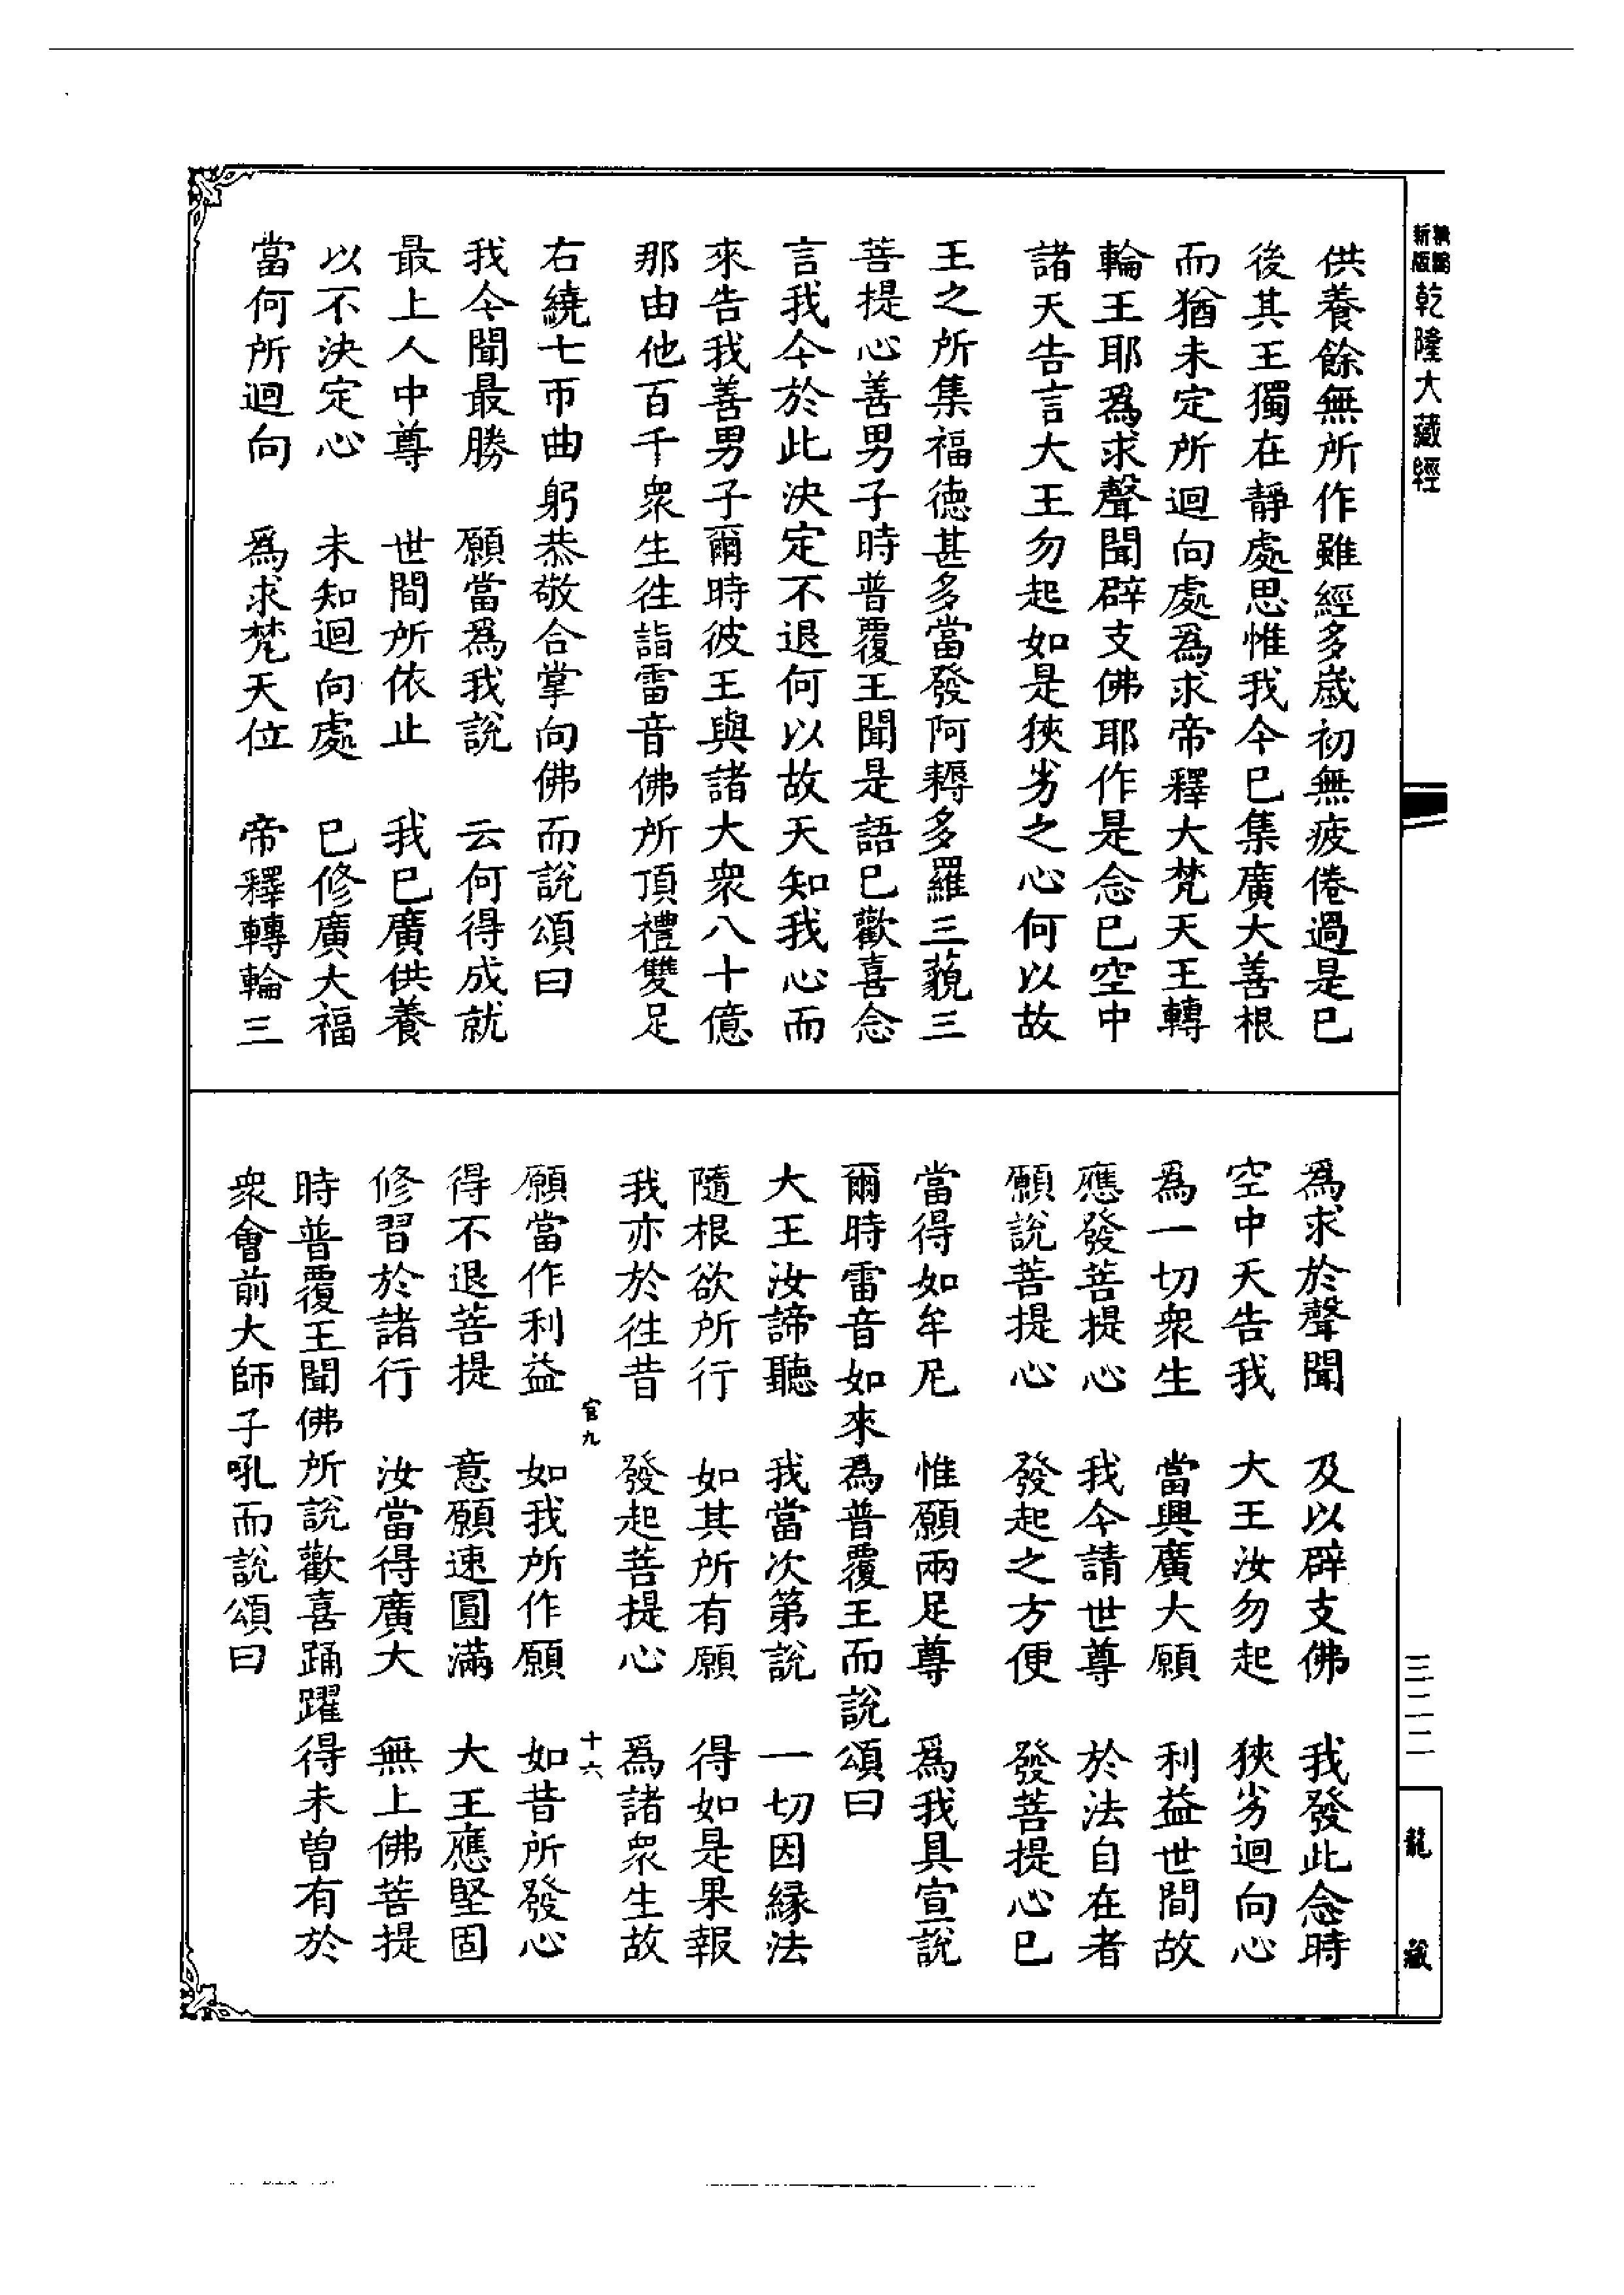 新版
乾隆大藏經
供養餘無所作雖經多歲初無疲倦過是已
後其王獨在靜處思惟我今已集廣大善根
而猶未定所迴向處為求帝釋大梵天王轉
輪王耶為求聲聞辟支佛耶作是念已空中
諸天告言大王勿起如是狹劣之心何以故
王之所集福德甚多當發阿耨多羅三藐三
菩提心善男子時普覆王聞是語已歡喜念
言我今於此決定不退何以故天知我心而
來告我善男子爾時彼王與諸大衆八十億
那由他百千衆生往詣雷音佛所頂禮雙足
右繞七帀曲躬恭敬合掌向佛而說頌曰
我今聞最勝　願當為我說　云何得成就
最上人中尊　世間所依止　我已廣供養
以不決定心　未知迴向處　已修廣大福
當何所迴向　為求梵天位　帝釋轉輪三
為求於聲聞　及以辟支佛　我發此念時
空中天告我　大王汝勿起　狹劣迴向心
為一切衆生　當興廣大願　利益世間故
應發菩提心　我今請世尊　於法自在者
願說菩提心　發起之方便　發菩提心已
當得如牟尼　惟願兩足尊　為我具宣說
爾時雷音如來為普覆王而說頌曰
大王汝諦聽　我當次第說　一切因緣法
隨根欲所行　如其所有願　得如是果報
我亦於往昔　發起菩提心　為諸衆生故
官九　十六
願當作利益　如我所作願　如昔所發心
得不退菩提　意願速圓滿　大王應堅固
修習於諸行　汝當得廣大　無上佛菩提
時普覆王聞佛所說歡喜踊躍得未曾有於
衆會前大師子吼而說頌曰
三二二
龍藏